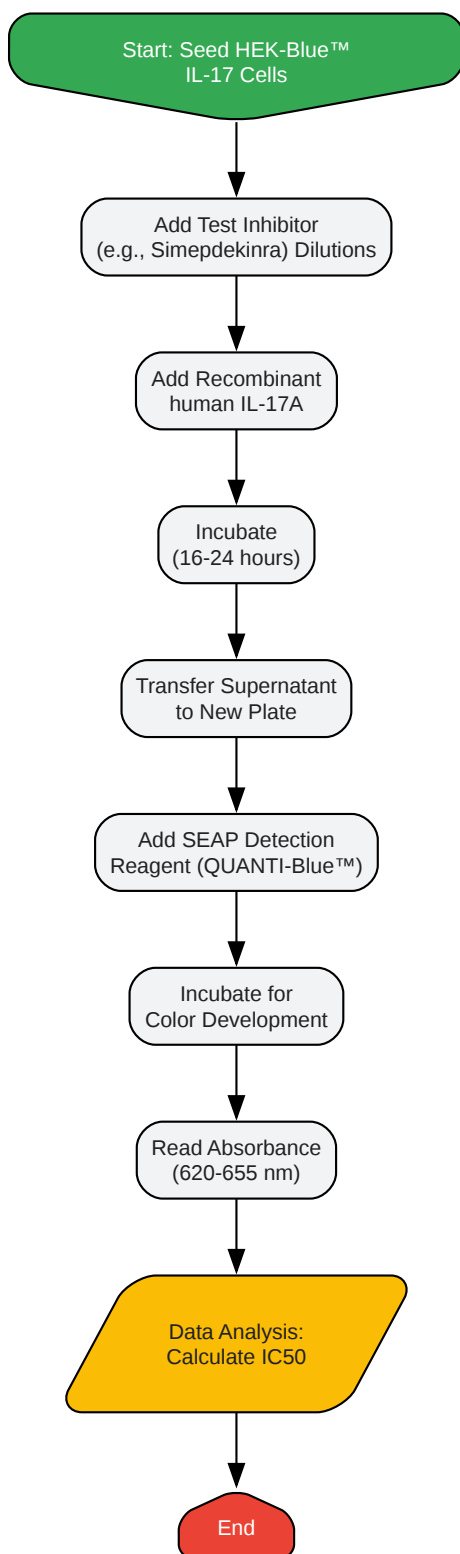 Start: Seed HEK-Blue™
IL-17 Cells
Add Test Inhibitor
(e.g., Simepdekinra) Dilutions
Add Recombinant
human IL-17A
Incubate
(16-24 hours)
Transfer Supernatant
to New Plate
Add SEAP Detection
Reagent (QUANTI-Blue™)
Incubate for
Color Development
Read Absorbance
(620-655 nm)
Data Analysis:
Calculate IC50
End